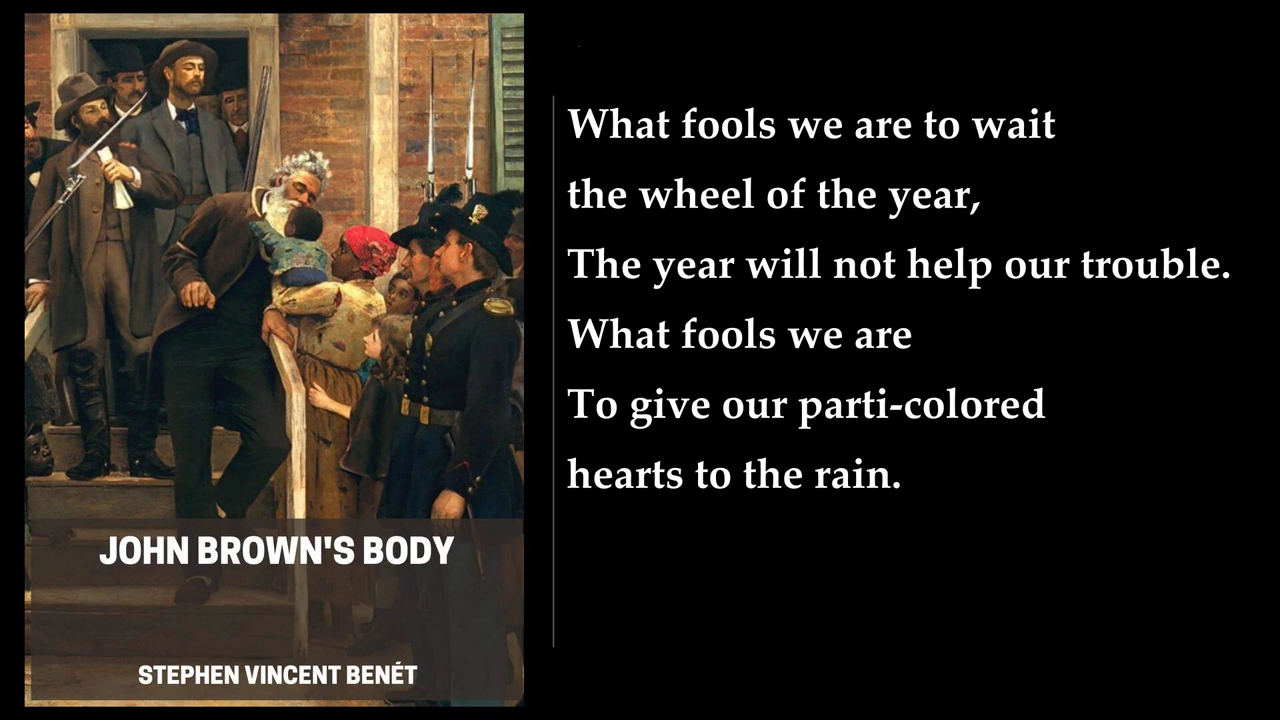 What fools we are to wait
the wheel of the year,
The year will not help our trouble.
What fools we are
To give our parti-colored
hearts to the rain.
JOHN BROWN'S BODY
STEPHEN VINCENT BENÉT